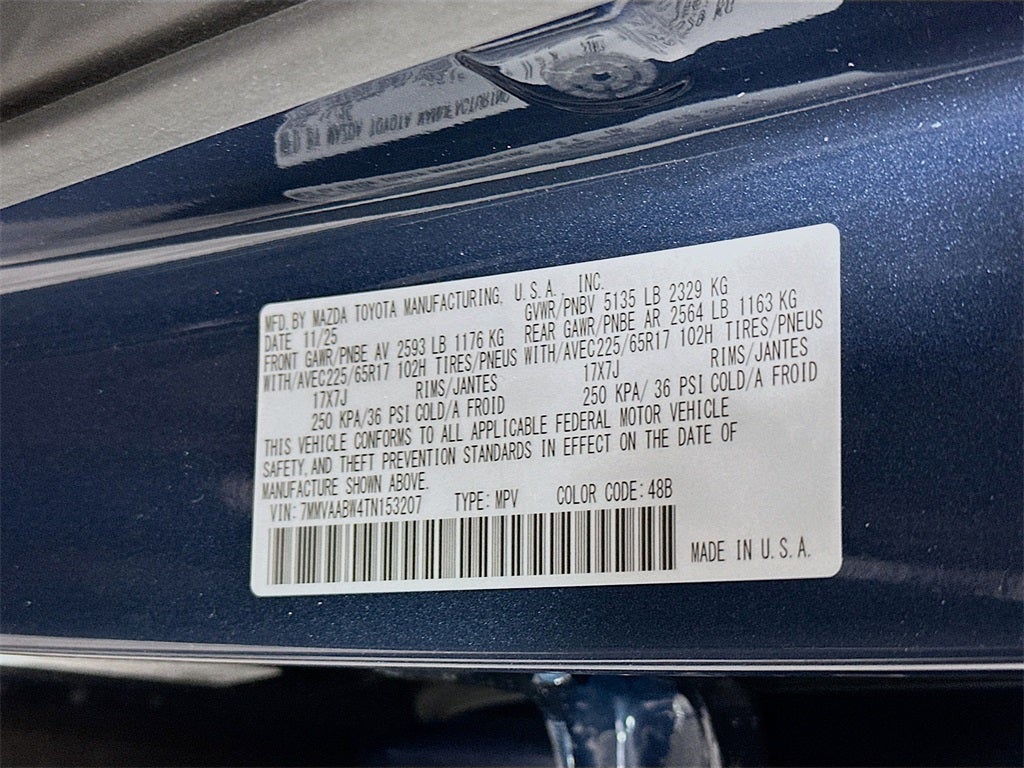 MFD. BY MAZDA TOYOTA MANUFACTURING, U.S.A., INC.
DATE 11/25 GVWR/PNBV 5135 LB 2329 KG
FRONT GAWR/PNBE AV 2593 LB 1176 KG REAR GAWR/PNBE AR 2564 LB 1163 KG
WITH/AVEC225/65R17 102H TIRES/PNEUS WITH/AVEC225/65R17 102H TIRES/PNEUS
17X7J RIMS/JANTES 17X7J RIMS/JANTES
250 KPA/36 PSI COLD/A FROID 250 KPA/ 36 PSI COLD/A FROID
THIS VEHICLE CONFORMS TO ALL APPLICABLE FEDERAL MOTOR VEHICLE
SAFETY, AND THEFT PREVENTION STANDARDS IN EFFECT ON THE DATE OF
MANUFACTURE SHOWN ABOVE.
VIN: 7MMVAABW4TN153207 TYPE: MPV COLOR CODE: 48B
MADE IN U.S.A.